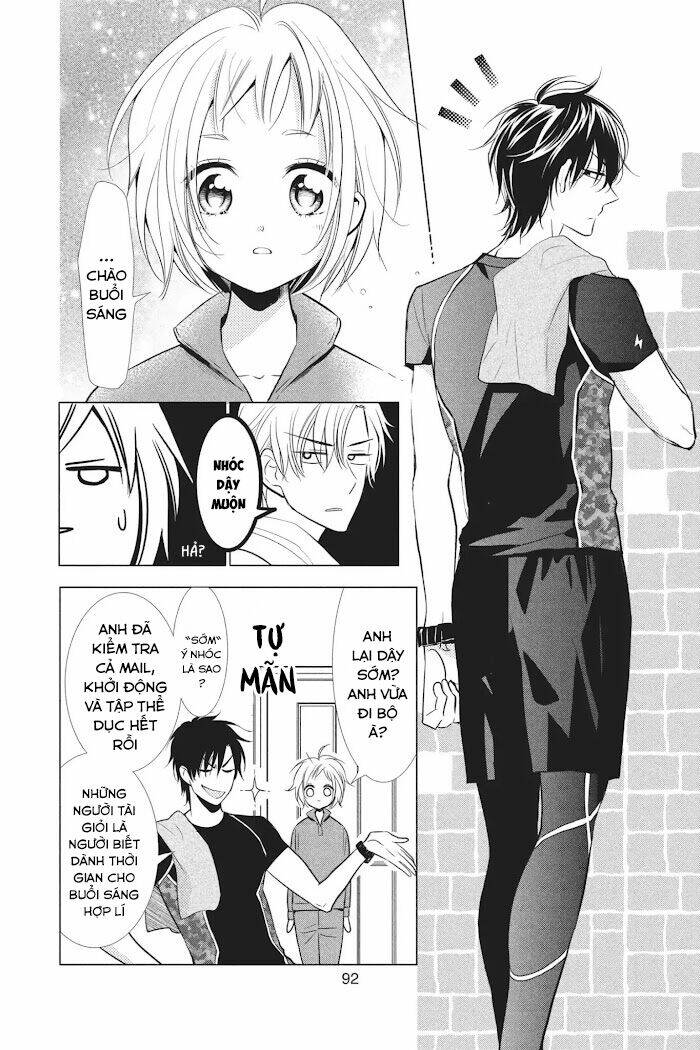 ...
CHÀO
BUỔI
SÁNG
NHÓC
DẬY
MUỘN
HẢ?
ANH
LẠI DẬY
SỚM?
ANH VỪA
ĐI BỘ
À?
TỰ
MÃN
"SỚM"
Ý NHÓC
LÀ SAO
?
ANH ĐÃ
KIỂM TRA
CẢ MAIL,
KHỞI ĐỘNG
VÀ TẬP THỂ
DỤC HẾT
RỒI
NHỮNG
NGƯỜI TÀI
GIỎI LÀ
NGƯỜI BIẾT
DÀNH THỜI
GIAN CHO
BUỔI SÁNG
HỢP LÍ
92